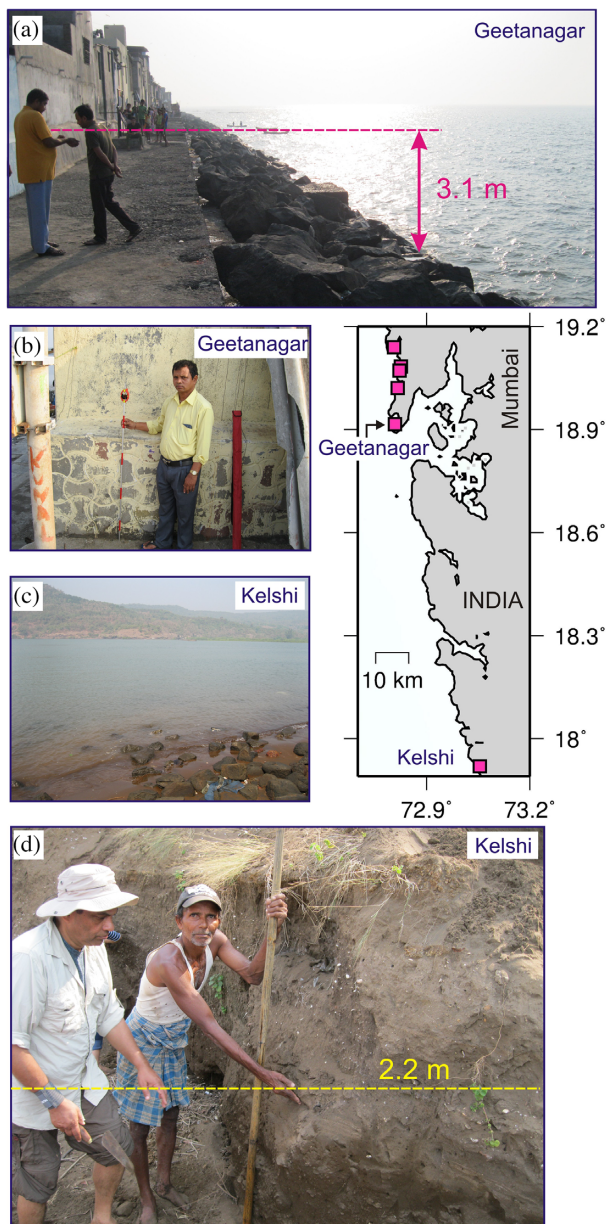 (a)
Geetanagar
3.1 m
(b)
Geetanagar
19.2°
Mumbai
Geetanagar
18.9°
18.6°
INDIA
18.3°
10 km
18°
Kelshi
72.9°
73.2°
(c)
Kelshi
(d)
Kelshi
2.2 m